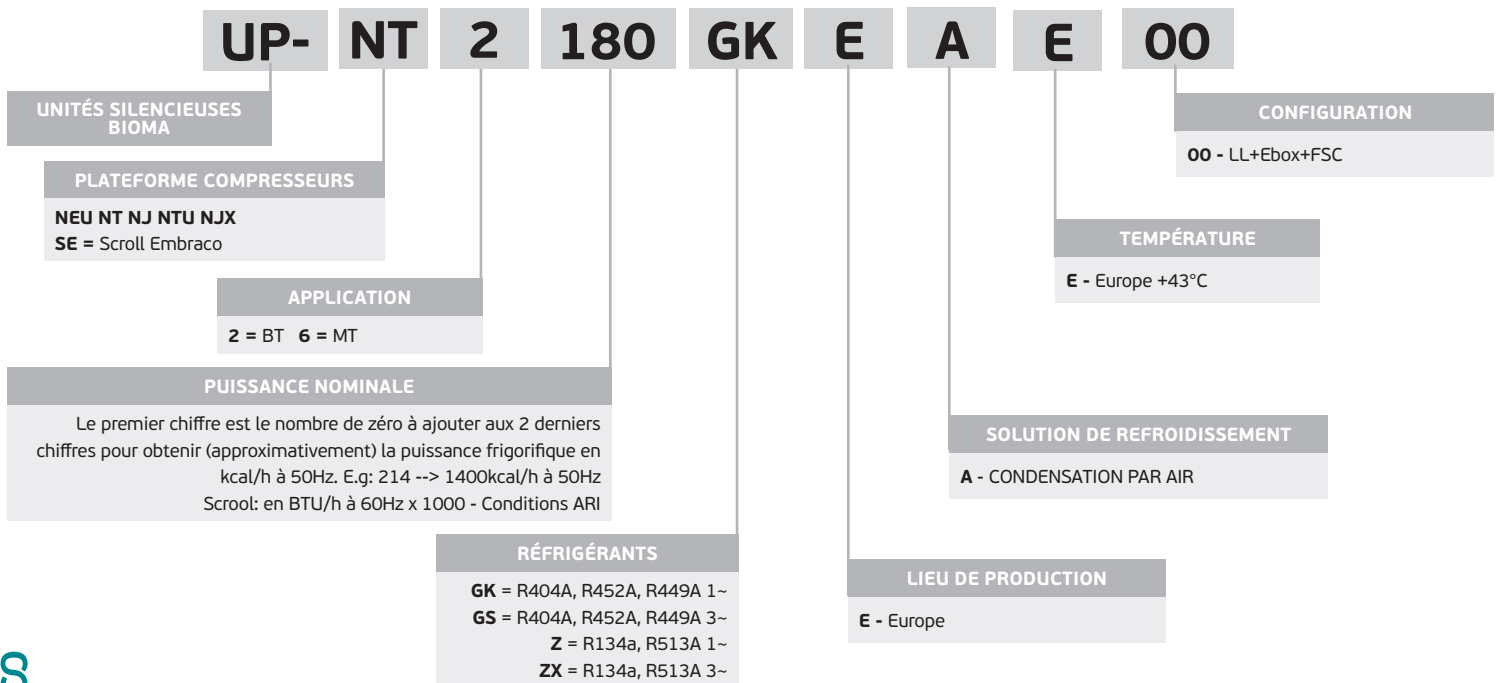 UP- NT 2 180 GK E A E 00
UNITÉS SILENCIEUSES
BIOMA
CONFIGURATION
00 - LL+Ebox+FSC
PLATEFORME COMPRESSEURS
NEU NT NJ NTU NJX
SE = Scroll Embraco
TEMPÉRATURE
E - Europe +43°C
APPLICATION
2 = BT 6 = MT
PUISSANCE NOMINALE
Le premier chiffre est le nombre de zéro à ajouter aux 2 derniers
chiffres pour obtenir (approximativement) la puissance frigorifique en
kcal/h à 50Hz. E.g: 214 --> 1400kcal/h à 50Hz
Scrool: en BTU/h à 60Hz x 1000 - Conditions ARI
SOLUTION DE REFROIDISSEMENT
A - CONDENSATION PAR AIR
RÉFRIGÉRANTS
GK = R404A, R452A, R449A 1~
GS = R404A, R452A, R449A 3~
Z = R134a, R513A 1~
ZX = R134a, R513A 3~
LIEU DE PRODUCTION
E - Europe